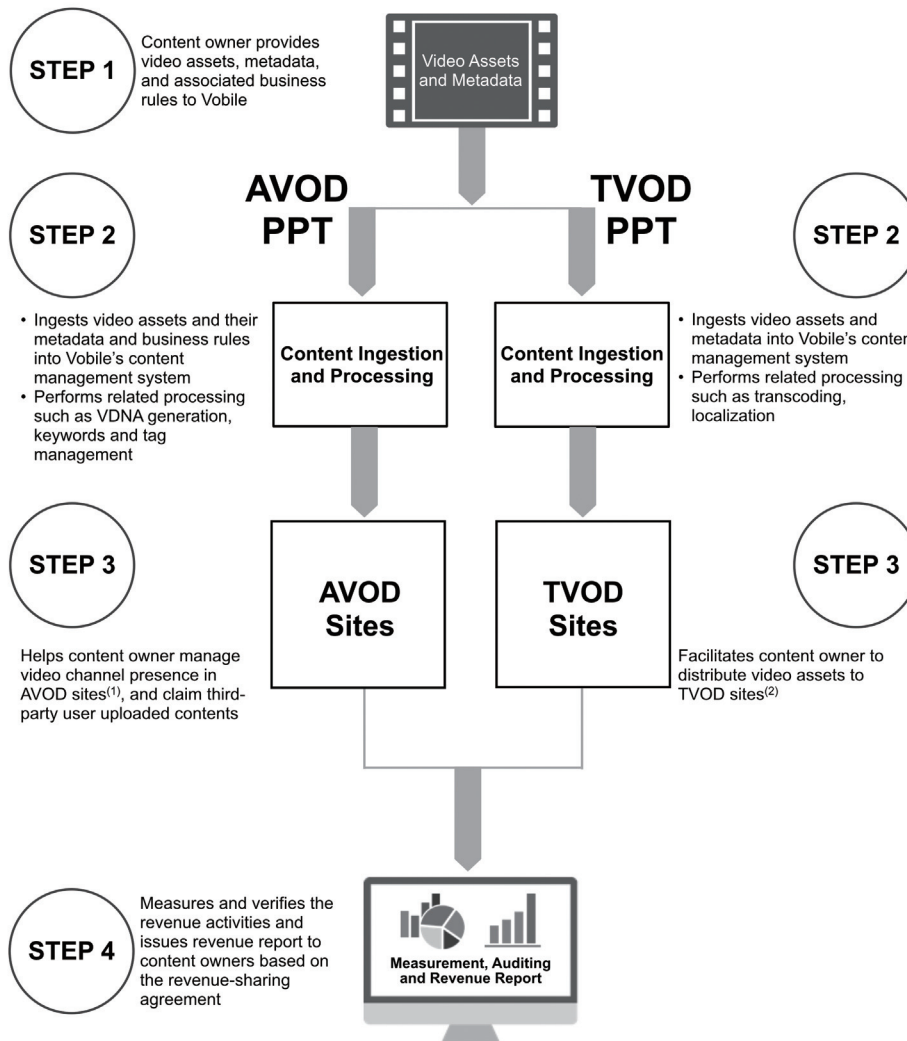 STEP 1
Content owner provides
video assets, metadata,
and associated business
rules to Vobile
Video Assets
and Metadata
AVOD
PPT
TVOD
PPT
STEP 2
• Ingests video assets and their
metadata and business rules
into Vobile's content
management system
• Performs related processing
such as VDNA generation,
keywords and tag
management
Content Ingestion
and Processing
Content Ingestion
and Processing
STEP 2
• Ingests video assets and
metadata into Vobile's conten
management system
• Performs related processing
such as transcoding,
localization
STEP 3
Helps content owner manage
video channel presence in
AVOD sites(1), and claim third-
party user uploaded contents
AVOD
Sites
TVOD
Sites
STEP 3
Facilitates content owner to
distribute video assets to
TVOD sites(2)
STEP 4
Measures and verifies the
revenue activities and
issues revenue report to
content owners based on
the revenue-sharing
agreement
Measurement, Auditing
and Revenue Report